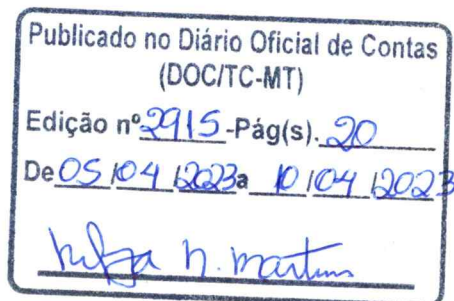 Publicado no Diário Oficial de Contas
(DOC/TC-MT)
Edição nº 2915-Pág(s). 20
De 05/04/2023 a 10/04/2023
n. martins